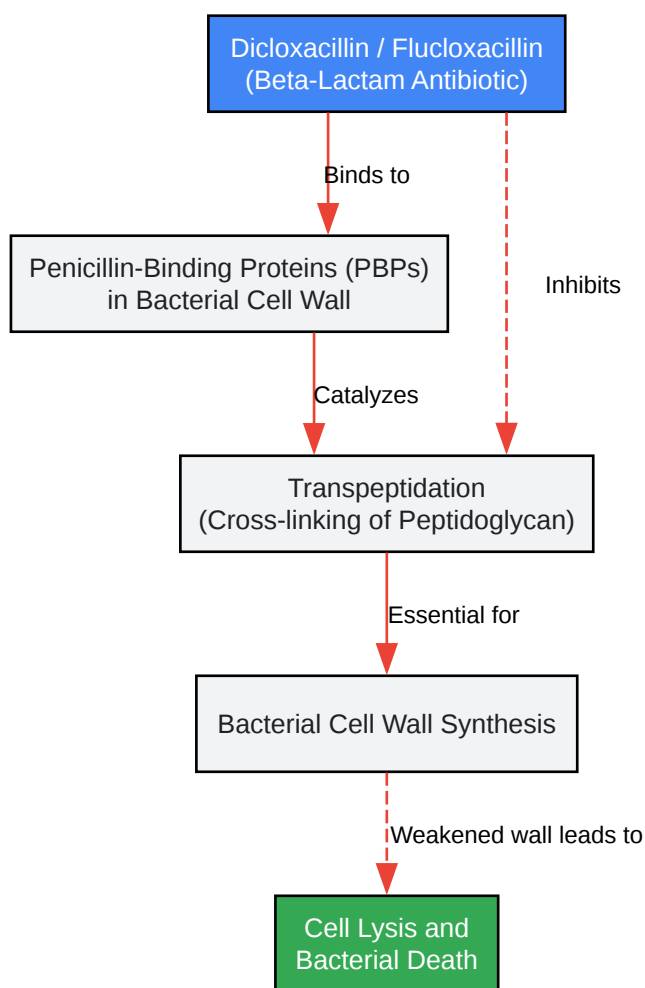 Dicloxacillin / Flucloxacillin
(Beta-Lactam Antibiotic)
Binds to
Penicillin-Binding Proteins (PBPs)
in Bacterial Cell Wall
Inhibits
Catalyzes
Transpeptidation
(Cross-linking of Peptidoglycan)
Essential for
Bacterial Cell Wall Synthesis
Weakened wall leads to
Cell Lysis and
Bacterial Death